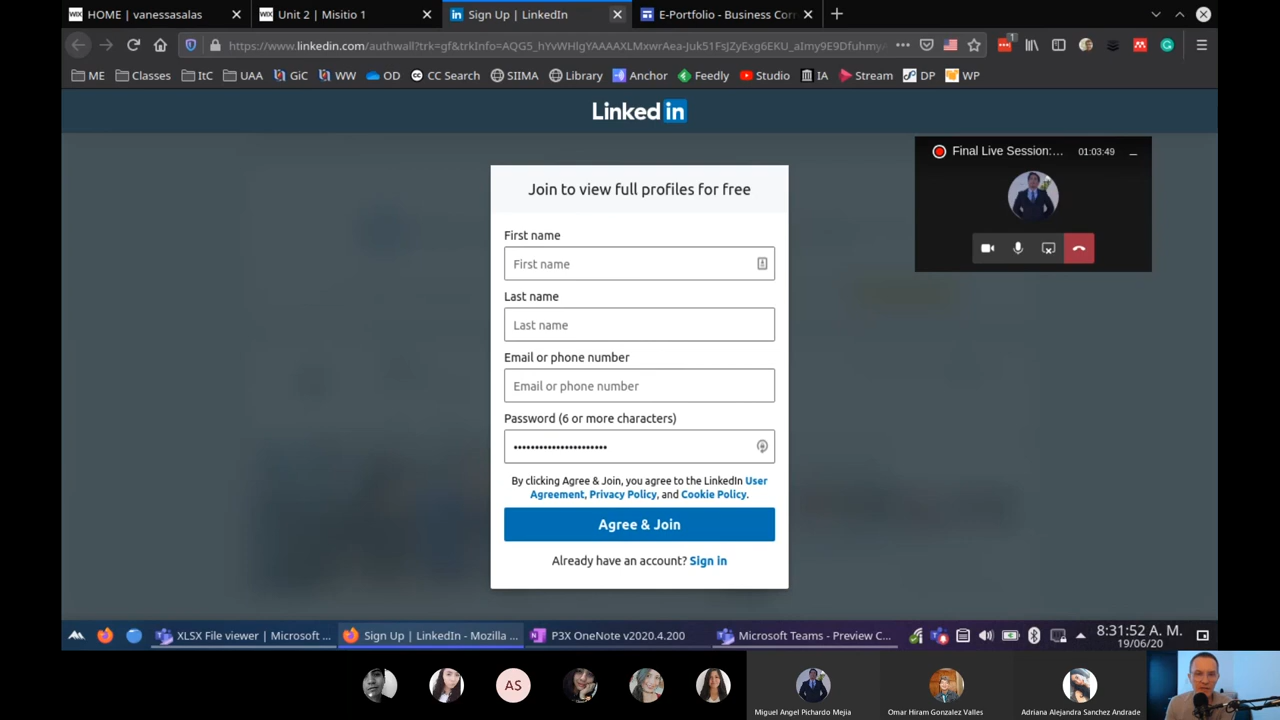 HOME | vanessasalas
Unit 2 | Misitio 1
Sign Up | LinkedIn
E-Portfolio - Business Corr
ME
Classes
ItC
UAA
GiC
WW
OD
CC Search
SIIMA
Library
Anchor
Feedly
Studio
IA
Stream
DP
WP
Linked in
Join to view full profiles for free
First name
First name
Last name
Last name
Email or phone number
Email or phone number
Password (6 or more characters)
By clicking Agree & Join, you agree to the LinkedIn User
Agreement, Privacy Policy, and Cookie Policy.
Agree & Join
Already have an account? Sign in
Final Live Session:... 01:03:49
XLSX File viewer | Microsoft ...
Sign Up | LinkedIn - Mozilla ...
P3X OneNote v2020.4.200
Microsoft Teams - Preview C...
8:31:52 A. M.
19/06/20
AS
Miguel Angel Pichardo Mejia
Omar Hiram Gonzalez Valles
Adriana Alejandra Sanchez Andrade